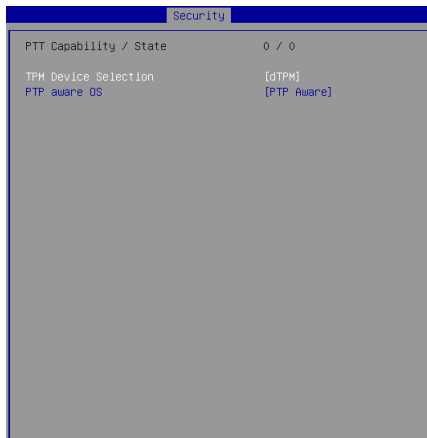 Security
PTT Capability / State 0 / 0
TPM Device Selection [dTPM]
PTP aware OS [PTP Aware]